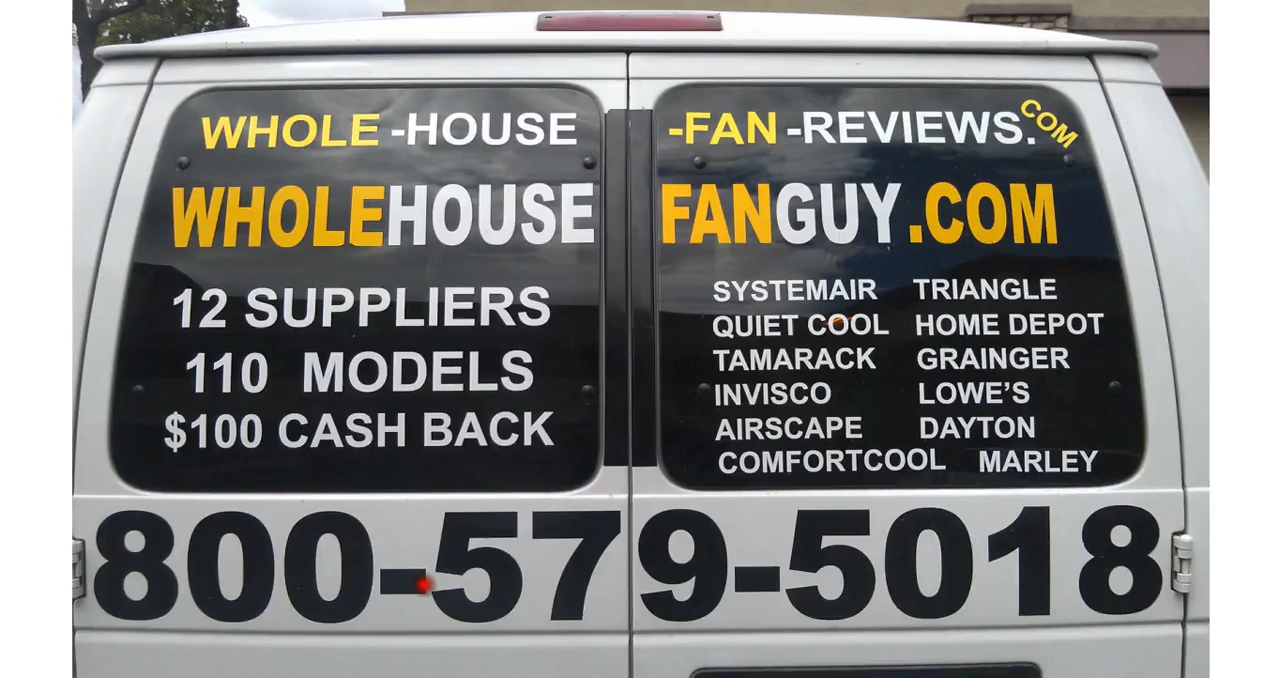 WHOLE-HOUSE-FAN-REVIEWS.COM
WHOLEHOUSE FANGUY.COM
12 SUPPLIERS
110 MODELS
$100 CASH BACK
SYSTEMAIR TRIANGLE
QUIET COOL HOME DEPOT
TAMARACK GRAINGER
INVISCO LOWE'S
AIRSCAPE DAYTON
COMFORTCOOL MARLEY
800-579-5018